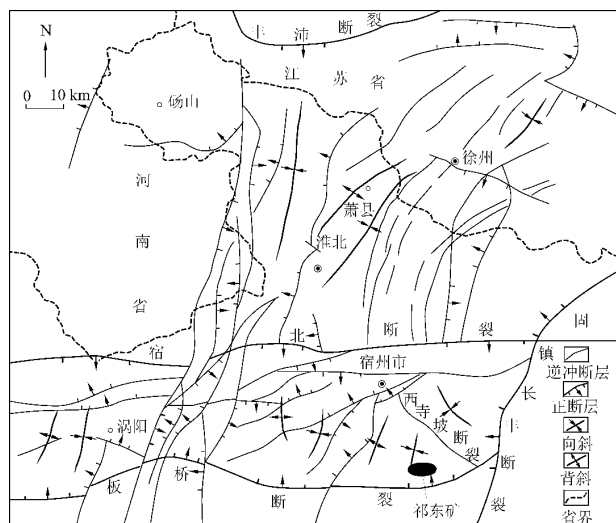 N
0 10 km
丰沛断裂
江苏省
砀山
徐州
河南省
萧县
淮北
宿北断裂
固镇长丰断裂
宿州市
西寺坡断裂
涡阳
板桥断裂
祁东矿
逆冲断层
正断层
向斜
背斜
省界